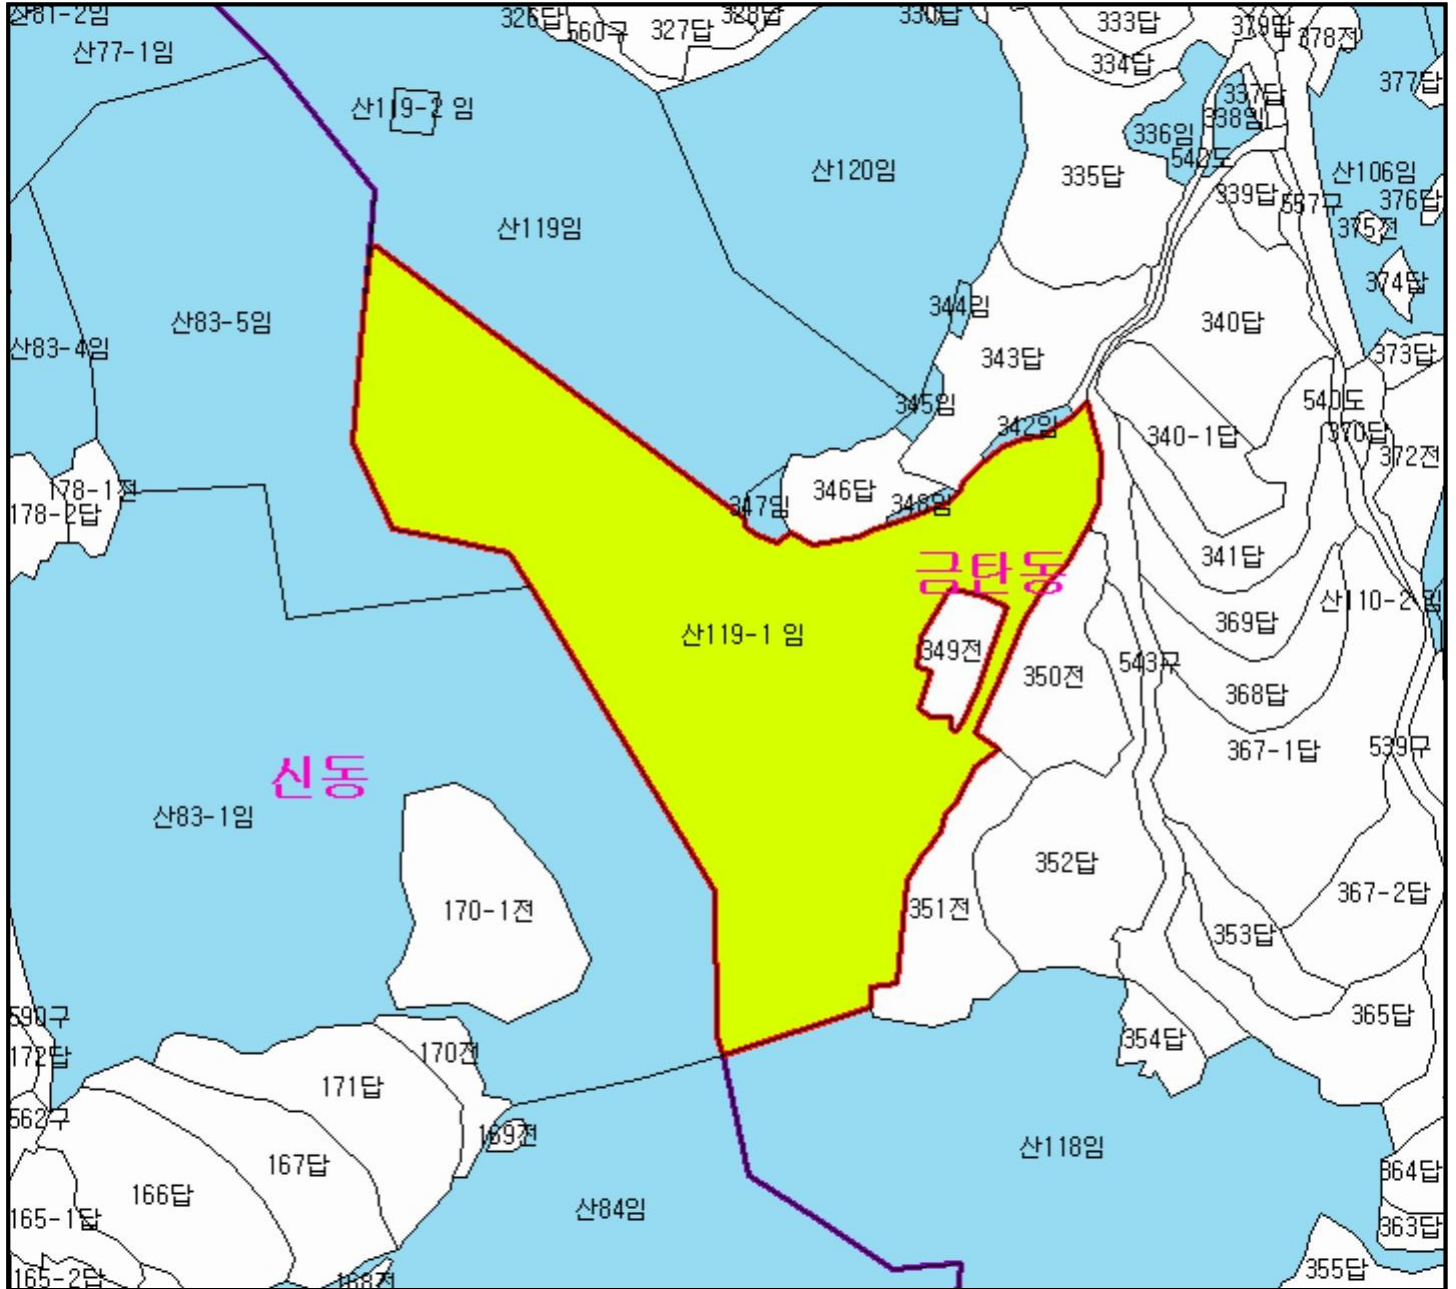 산81-2임
326답
560구
327답
328답
330답
333답
379답
378전
산77-1임
334답
377답
산119-2 임
337답
338임
336임
542도
산120임
335답
산106임
339답
557구
376답
375전
산119임
374답
344임
산83-5임
340답
산83-4임
343답
373답
345임
540도
342임
340-1답
370답
372전
178-1전
346답
347임
348임
178-2답
341답
금탄동
산110-2 임
369답
산119-1 임
349전
350전
543구
368답
367-1답
539구
신동
산83-1임
352답
367-2답
170-1전
351전
353답
590구
365답
172답
170전
354답
171답
562구
169전
산118임
167답
364답
166답
산84임
165-1답
363답
355답
165-2답
168전